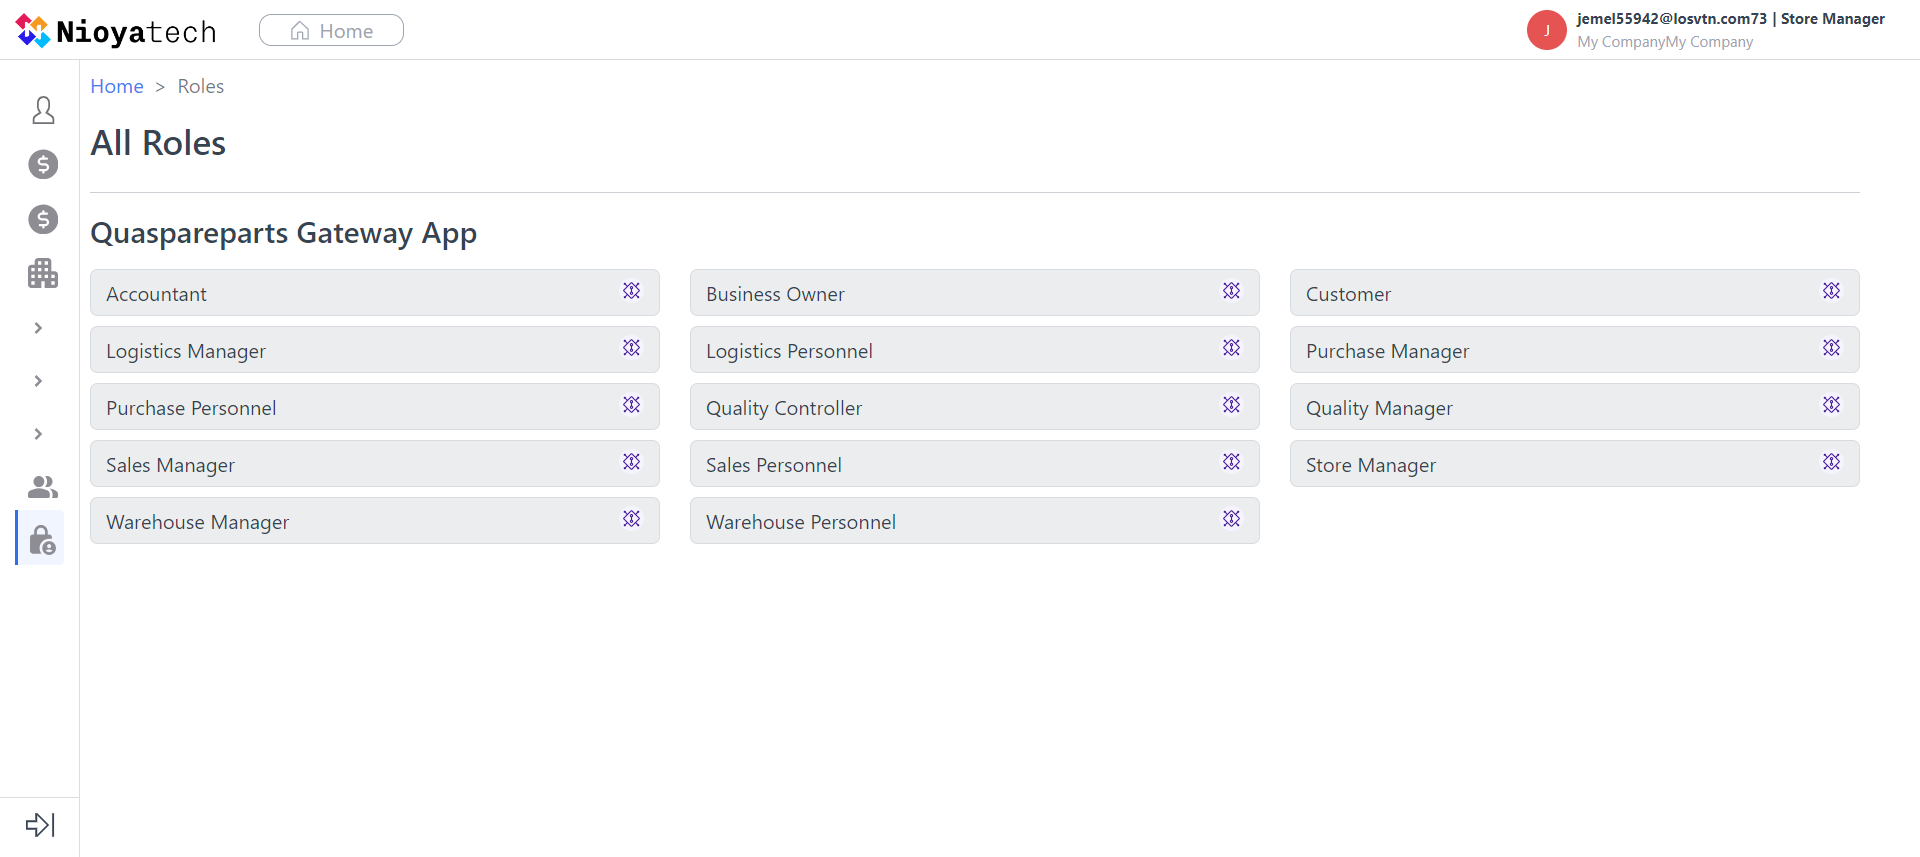 Nioyatech
Home
J
jemel55942@losvtn.com73 | Store Manager
My CompanyMy Company
Home > Roles
All Roles
Quaspareparts Gateway App
Accountant
Business Owner
Customer
Logistics Manager
Logistics Personnel
Purchase Manager
Purchase Personnel
Quality Controller
Quality Manager
Sales Manager
Sales Personnel
Store Manager
Warehouse Manager
Warehouse Personnel